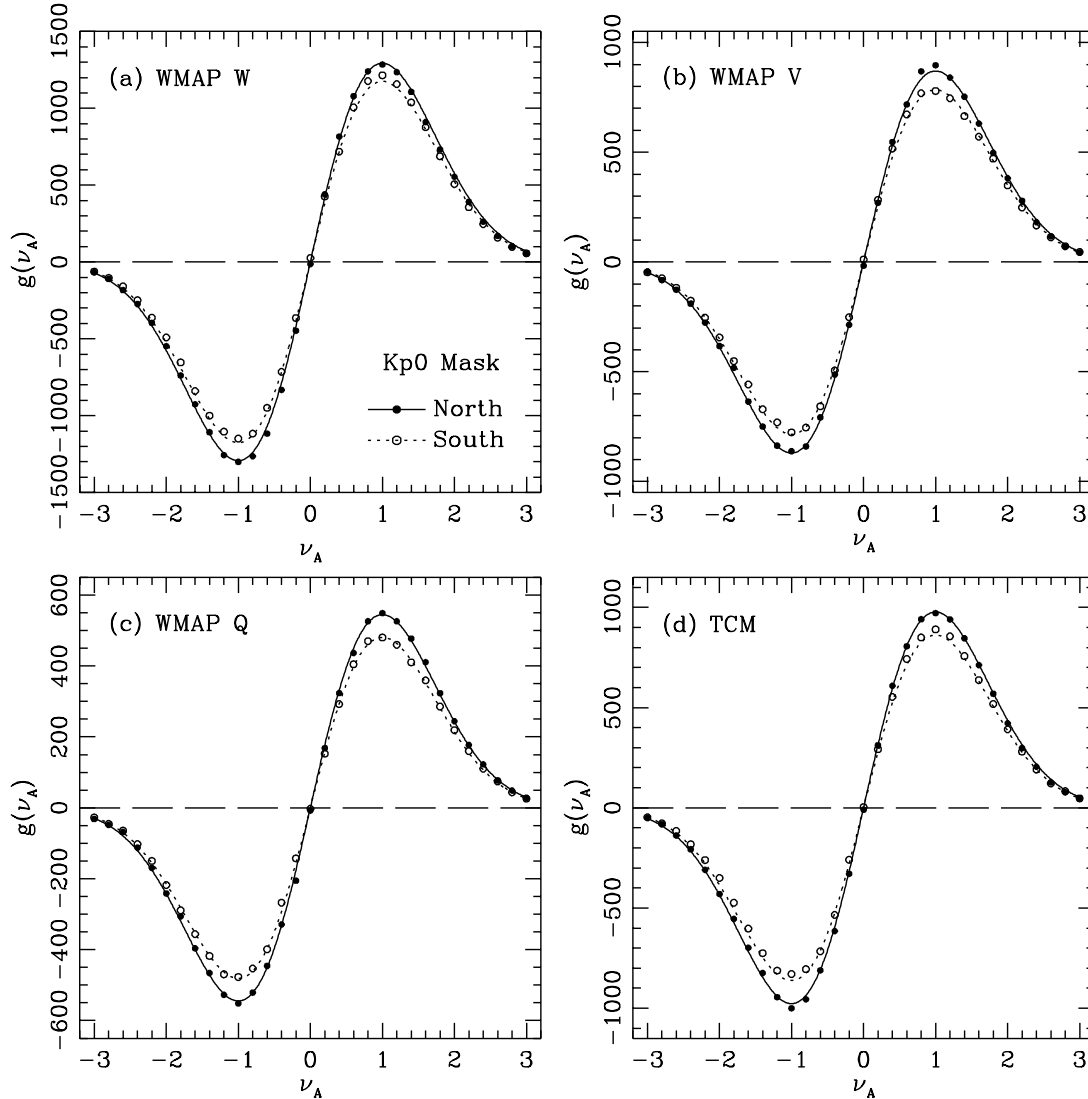 (a) WMAP W
1500
1000
500
0
−500
−1000
−1500
g(ν_A)
Kp0 Mask
North
South
−3 −2 −1 0 1 2 3
ν_A
(b) WMAP V
1000
500
0
−500
−1000
g(ν_A)
−3 −2 −1 0 1 2 3
ν_A
(c) WMAP Q
600
400
200
0
−200
−400
−600
g(ν_A)
−3 −2 −1 0 1 2 3
ν_A
(d) TCM
1000
500
0
−500
−1000
g(ν_A)
−3 −2 −1 0 1 2 3
ν_A